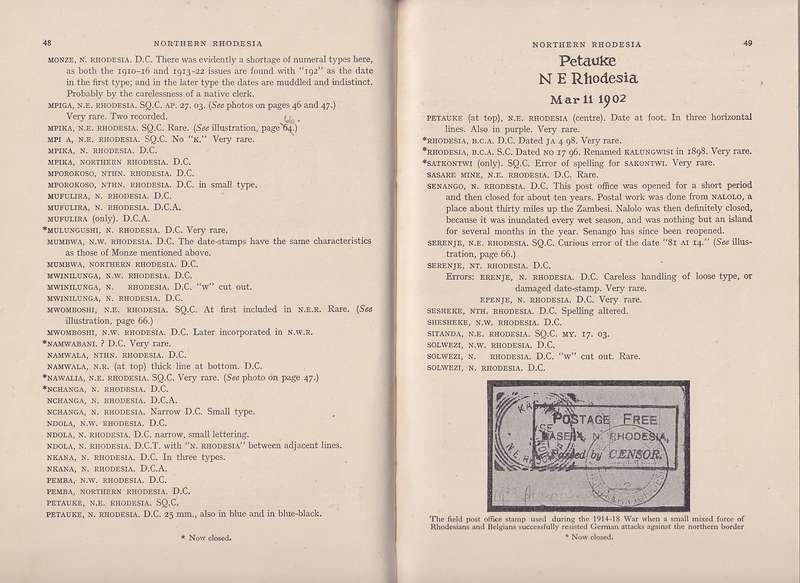 48 NORTHERN RHODESIA
MONZE, N. RHODESIA. D.C. There was evidently a shortage of numeral types here,
as both the 1910–16 and 1913–22 issues are found with "192" as the date
in the first type; and in the later type the dates are muddled and indistinct.
Probably by the carelessness of a native clerk.
MPIGA, N.E. RHODESIA. SQ.C. AP. 27. 03. (See photos on pages 46 and 47.)
Very rare. Two recorded.
MPIKA, N.E. RHODESIA. SQ.C. Rare. (See illustration, page 64.)
66.
MPI A, N.E. RHODESIA. SQ.C. No "K." Very rare.
MPIKA, N. RHODESIA. D.C.
MPIKA, NORTHERN RHODESIA. D.C.
MPOROKOSO, NTHN. RHODESIA. D.C.
MPOROKOSO, NTHN. RHODESIA. D.C. in small type.
MUFULIRA, N. RHODESIA. D.C.
MUFULIRA, N. RHODESIA. D.C.A.
MUFULIRA (only). D.C.A.
*MULUNGUSHI, N. RHODESIA. D.C. Very rare.
MUMBWA, N.W. RHODESIA. D.C. The date-stamps have the same characteristics
as those of Monze mentioned above.
MUMBWA, NORTHERN RHODESIA. D.C.
MWINILUNGA, N.W. RHODESIA. D.C.
MWINILUNGA, N. RHODESIA. D.C. "W" cut out.
MWINILUNGA, N. RHODESIA. D.C.
MWOMBOSHI, N.E. RHODESIA. SQ.C. At first included in N.E.R. Rare. (See
illustration, page 66.)
MWOMBOSHI, N.W. RHODESIA. D.C. Later incorporated in N.W.R.
*NAMWABANI. ? D.C. Very rare.
NAMWALA, NTHN. RHODESIA. D.C.
NAMWALA, N.R. (at top) thick line at bottom. D.C.
*NAWALIA, N.E. RHODESIA. SQ.C. Very rare. (See photo on page 47.)
*NCHANGA, N. RHODESIA. D.C.
NCHANGA, N. RHODESIA. D.C.A.
NCHANGA, N. RHODESIA. Narrow D.C. Small type.
NDOLA, N.W. RHODESIA. D.C.
NDOLA, N. RHODESIA. D.C. narrow, small lettering.
NDOLA, N. RHODESIA. D.C.T. with "N. RHODESIA" between adjacent lines.
NKANA, N. RHODESIA. D.C. In three types.
NKANA, N. RHODESIA. D.C.A.
PEMBA, N.W. RHODESIA. D.C.
PEMBA, NORTHERN RHODESIA. D.C.
PETAUKE, N.E. RHODESIA. SQ.C.
PETAUKE, N. RHODESIA. D.C. 25 mm., also in blue and in blue-black.
* Now closed.
NORTHERN RHODESIA 49
Petauke
N E Rhodesia
Mar 11 1902
PETAUKE (at top), N.E. RHODESIA (centre). Date at foot. In three horizontal
lines. Also in purple. Very rare.
*RHODESIA, B.C.A. D.C. Dated JA 4 98. Very rare.
*RHODESIA, B.C.A. S.C. Dated NO 17 96. Renamed KALUNGWISI in 1898. Very rare.
*SATKONTWI (only). SQ.C. Error of spelling for SAKONTWI. Very rare.
SASARE MINE, N.E. RHODESIA. D.C. Rare.
SENANGO, N. RHODESIA. D.C. This post office was opened for a short period
and then closed for about ten years. Postal work was done from NALOLO, a
place about thirty miles up the Zambesi. Nalolo was then definitely closed,
because it was inundated every wet season, and was nothing but an island
for several months in the year. Senango has since been reopened.
SERENJE, N.E. RHODESIA. SQ.C. Curious error of the date "81 AI 14." (See illus-
tration, page 66.)
SERENJE, NT. RHODESIA. D.C.
Errors: ERENJE, N. RHODESIA. D.C. Careless handling of loose type, or
damaged date-stamp. Very rare.
EPENJE, N. RHODESIA. D.C. Very rare.
SESHEKE, NTH. RHODESIA. D.C. Spelling altered.
SHESHEKE, N.W. RHODESIA. D.C.
SITANDA, N.E. RHODESIA. SQ.C. MY. 17. 03.
SOLWEZI, N.W. RHODESIA. D.C.
SOLWEZI, N. RHODESIA. D.C. "W" cut out. Rare.
SOLWEZI, N. RHODESIA. D.C.
POSTAGE FREE
BASE, N. RHODESIA,
Passed by CENSOR.
The field post office stamp used during the 1914–18 War when a small mixed force of
Rhodesians and Belgians successfully resisted German attacks against the northern border
* Now closed.